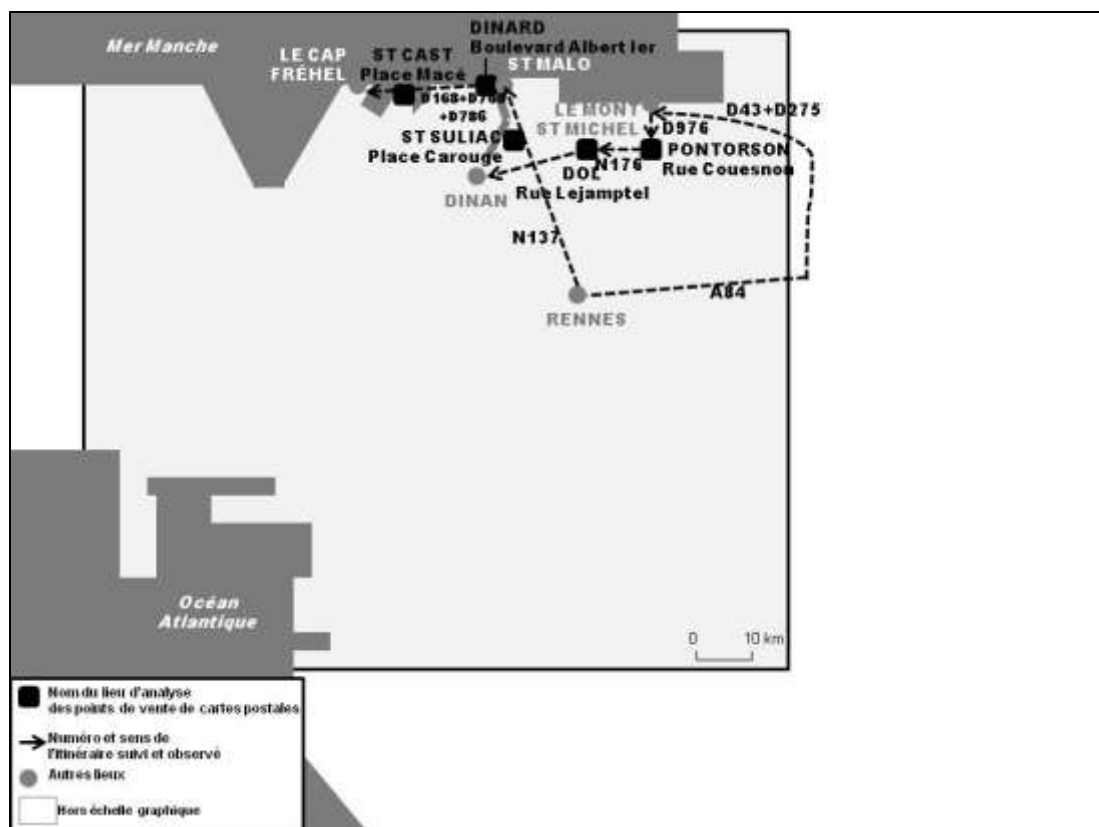 Mer Manche
LE CAP
FRÉHEL
ST CAST
Place Macé
DINARD
Boulevard Albert Ier
ST MALO
D168+D768
+D786
ST SULIAC
Place Carouge
LE MONT
ST MICHEL
D43+D275
D976
PONTORSON
Rue Couesnon
N176
DOL
Rue Lejamptel
DINAN
N137
A84
RENNES
Océan
Atlantique
0 10 km
Nom du lieu d'analyse
des points de vente de cartes postales
Numéro et sens de
l'itinéraire suivi et observé
Autres lieux
Hors échelle graphique